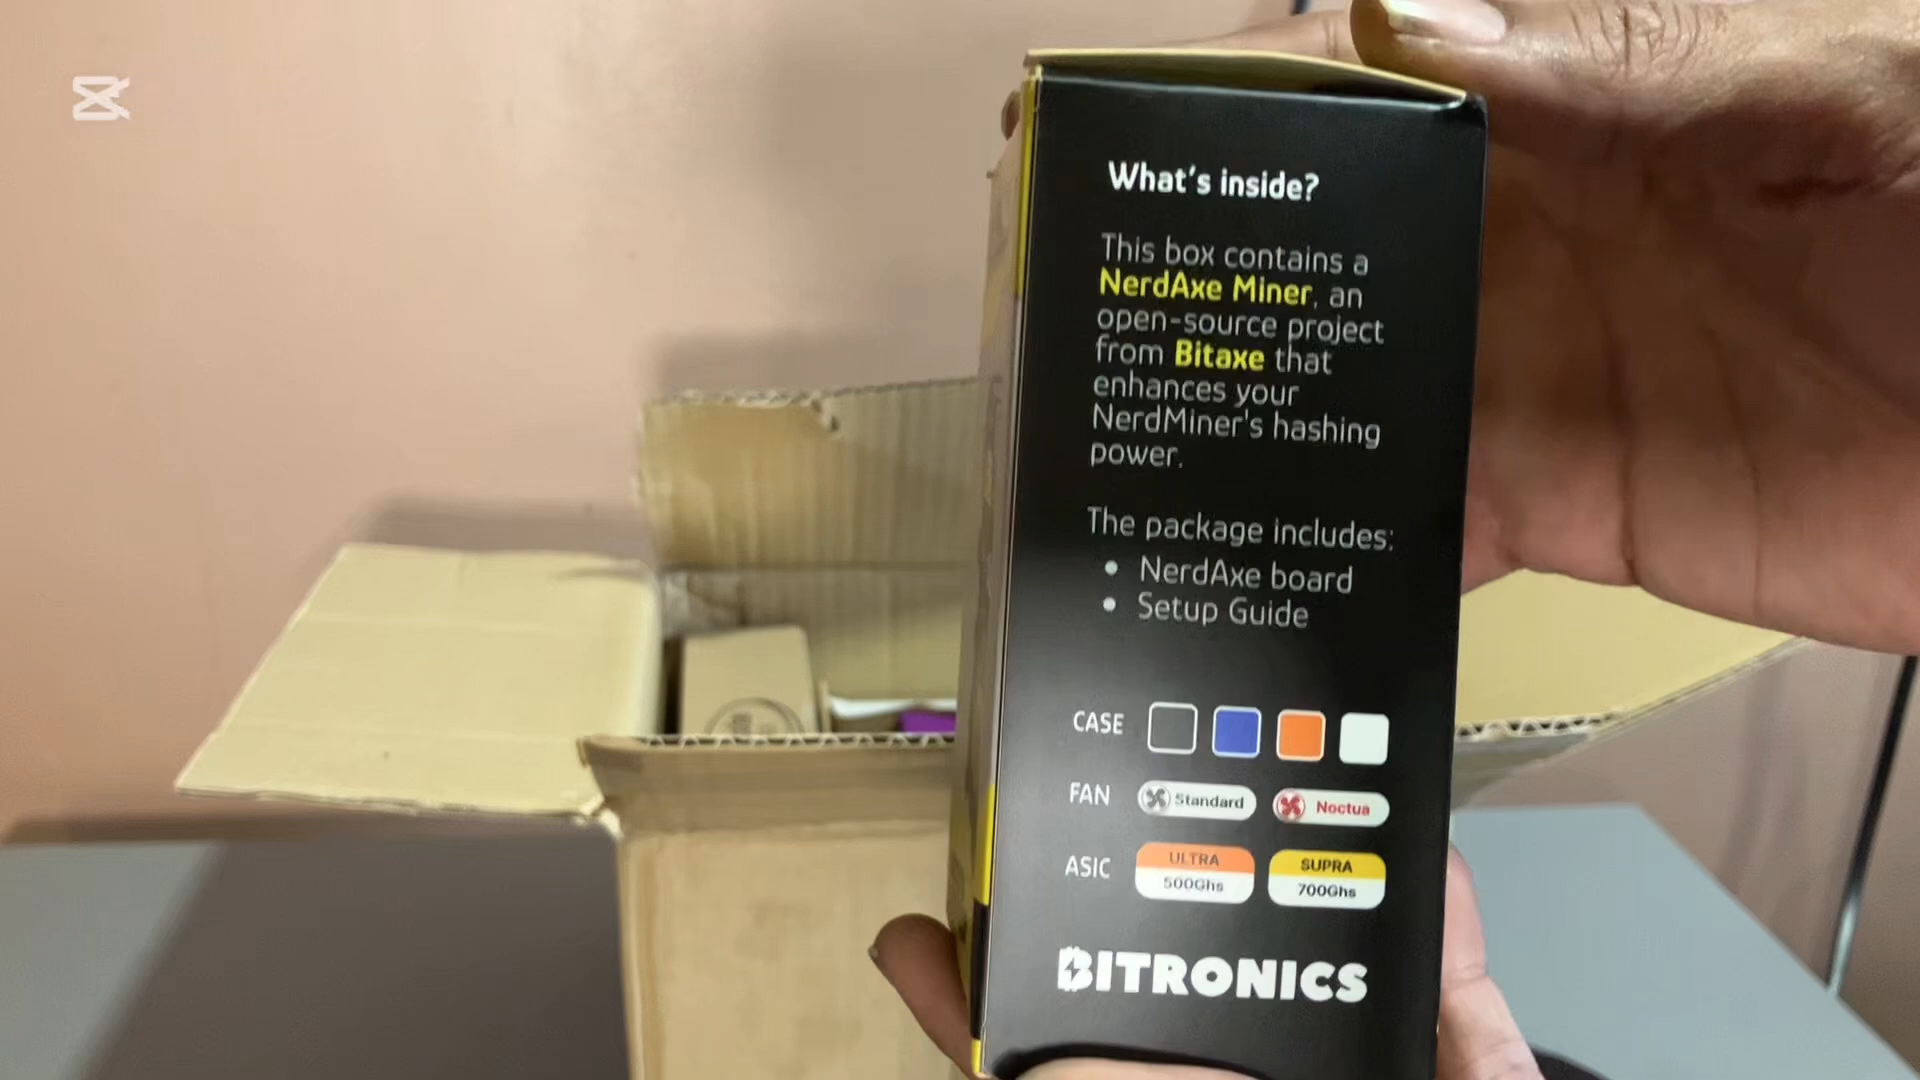 What's inside?
This box contains a
NerdAxe Miner, an
open-source project
from Bitaxe that
enhances your
NerdMiner's hashing
power.
The package includes:
• NerdAxe board
• Setup Guide
CASE
FAN Standard Noctua
ASIC ULTRA 500Ghs SUPRA 700Ghs
BITRONICS